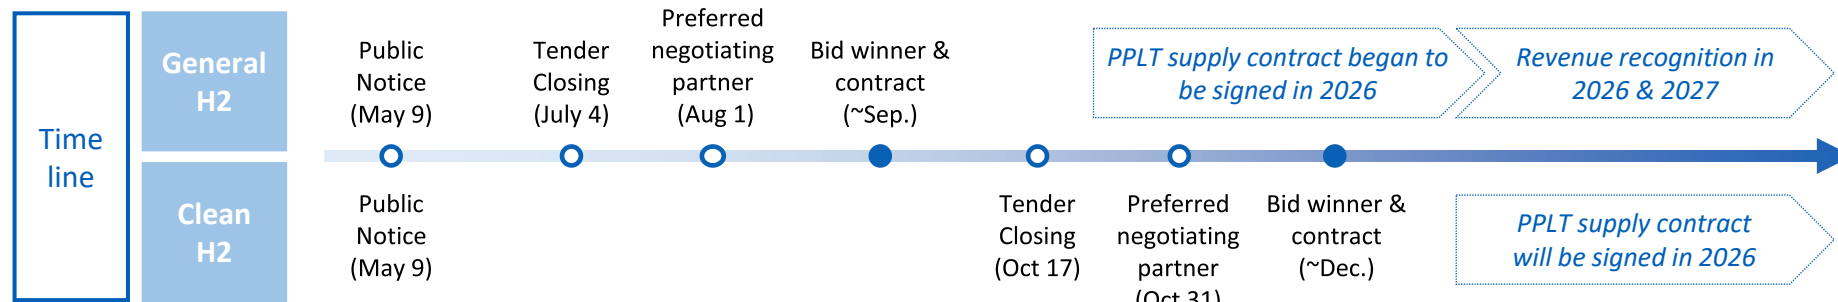 Time
line
General
H2
Public
Notice
(May 9)
Tender
Closing
(July 4)
Preferred
negotiating
partner
(Aug 1)
Bid winner &
contract
(~Sep.)
PPLT supply contract began to
be signed in 2026
Revenue recognition in
2026 & 2027
Clean
H2
Public
Notice
(May 9)
Tender
Closing
(Oct 17)
Preferred
negotiating
partner
(Oct 31)
Bid winner &
contract
(~Dec.)
PPLT supply contract
will be signed in 2026